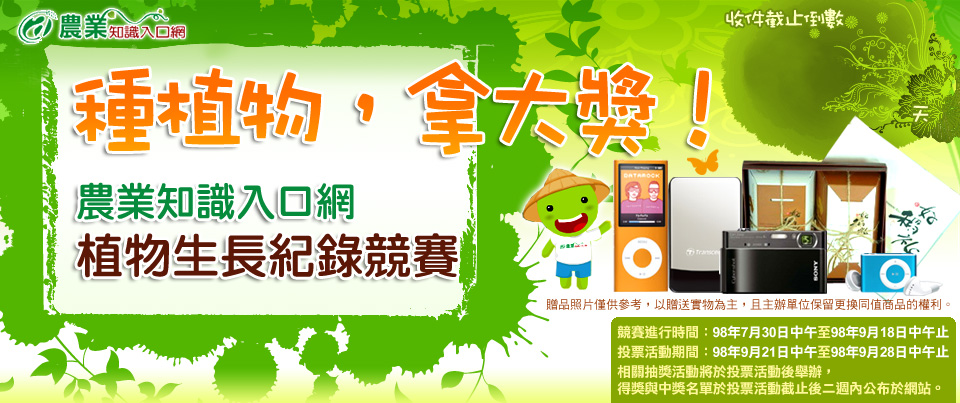 @農業知識入口網
收件截止倒數
天
種植物，拿大獎！
農業知識入口網
植物生長紀錄競賽
DATAROCK
Transcend
SONY
贈品照片僅供參考，以贈送實物為主，且主辦單位保留更換同值商品的權利。
競賽進行時間：98年7月30日中午至98年9月18日中午止
投票活動期間：98年9月21日中午至98年9月28日中午止
相關抽獎活動將於投票活動後舉辦，
得獎與中獎名單於投票活動截止後二週內公布於網站。